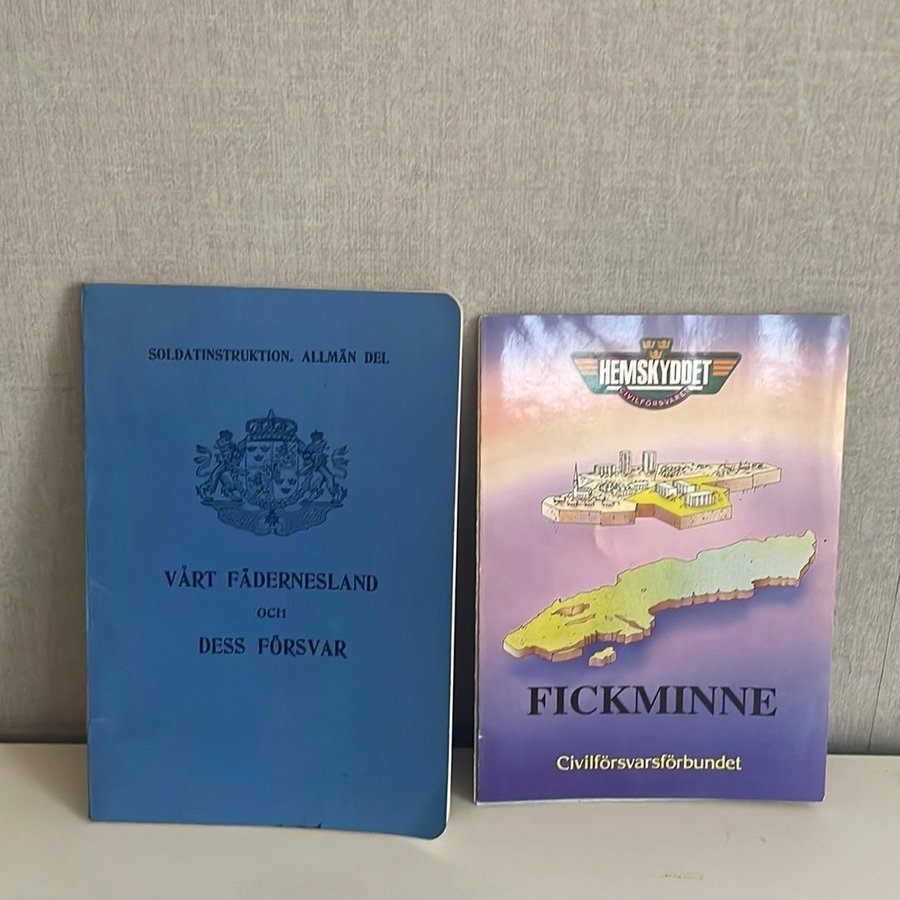 SOLDATINSTRUKTION. ALLMÄN DEL
VÅRT FÄDERNESLAND
OCH
DESS FÖRSVAR
HEMSKYDDET
CIVILFÖRSVARET
FICKMINNE
Civilförsvarsförbundet